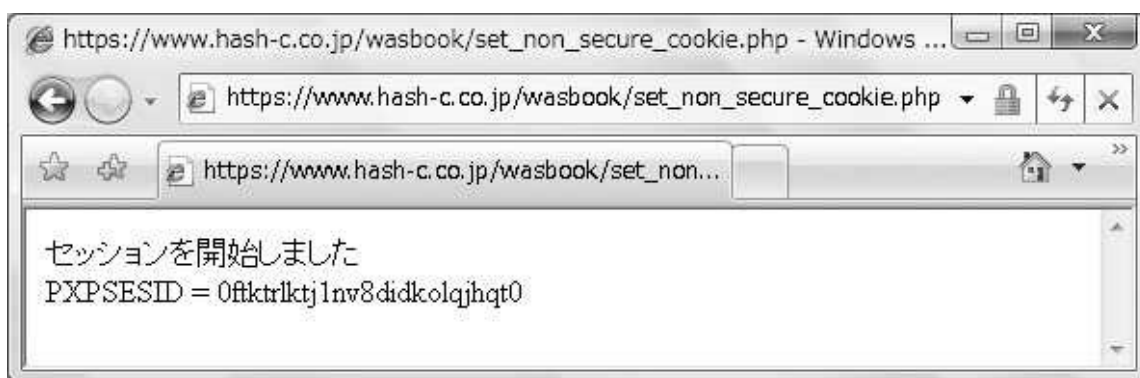 https://www.hash-c.co.jp/wasbook/set_non_secure_cookie.php - Windows ...
https://www.hash-c.co.jp/wasbook/set_non_secure_cookie.php
https://www.hash-c.co.jp/wasbook/set_non...
セッションを開始しました
PXPSESID = 0ftktrlktj1nv8didkolqjhqt0